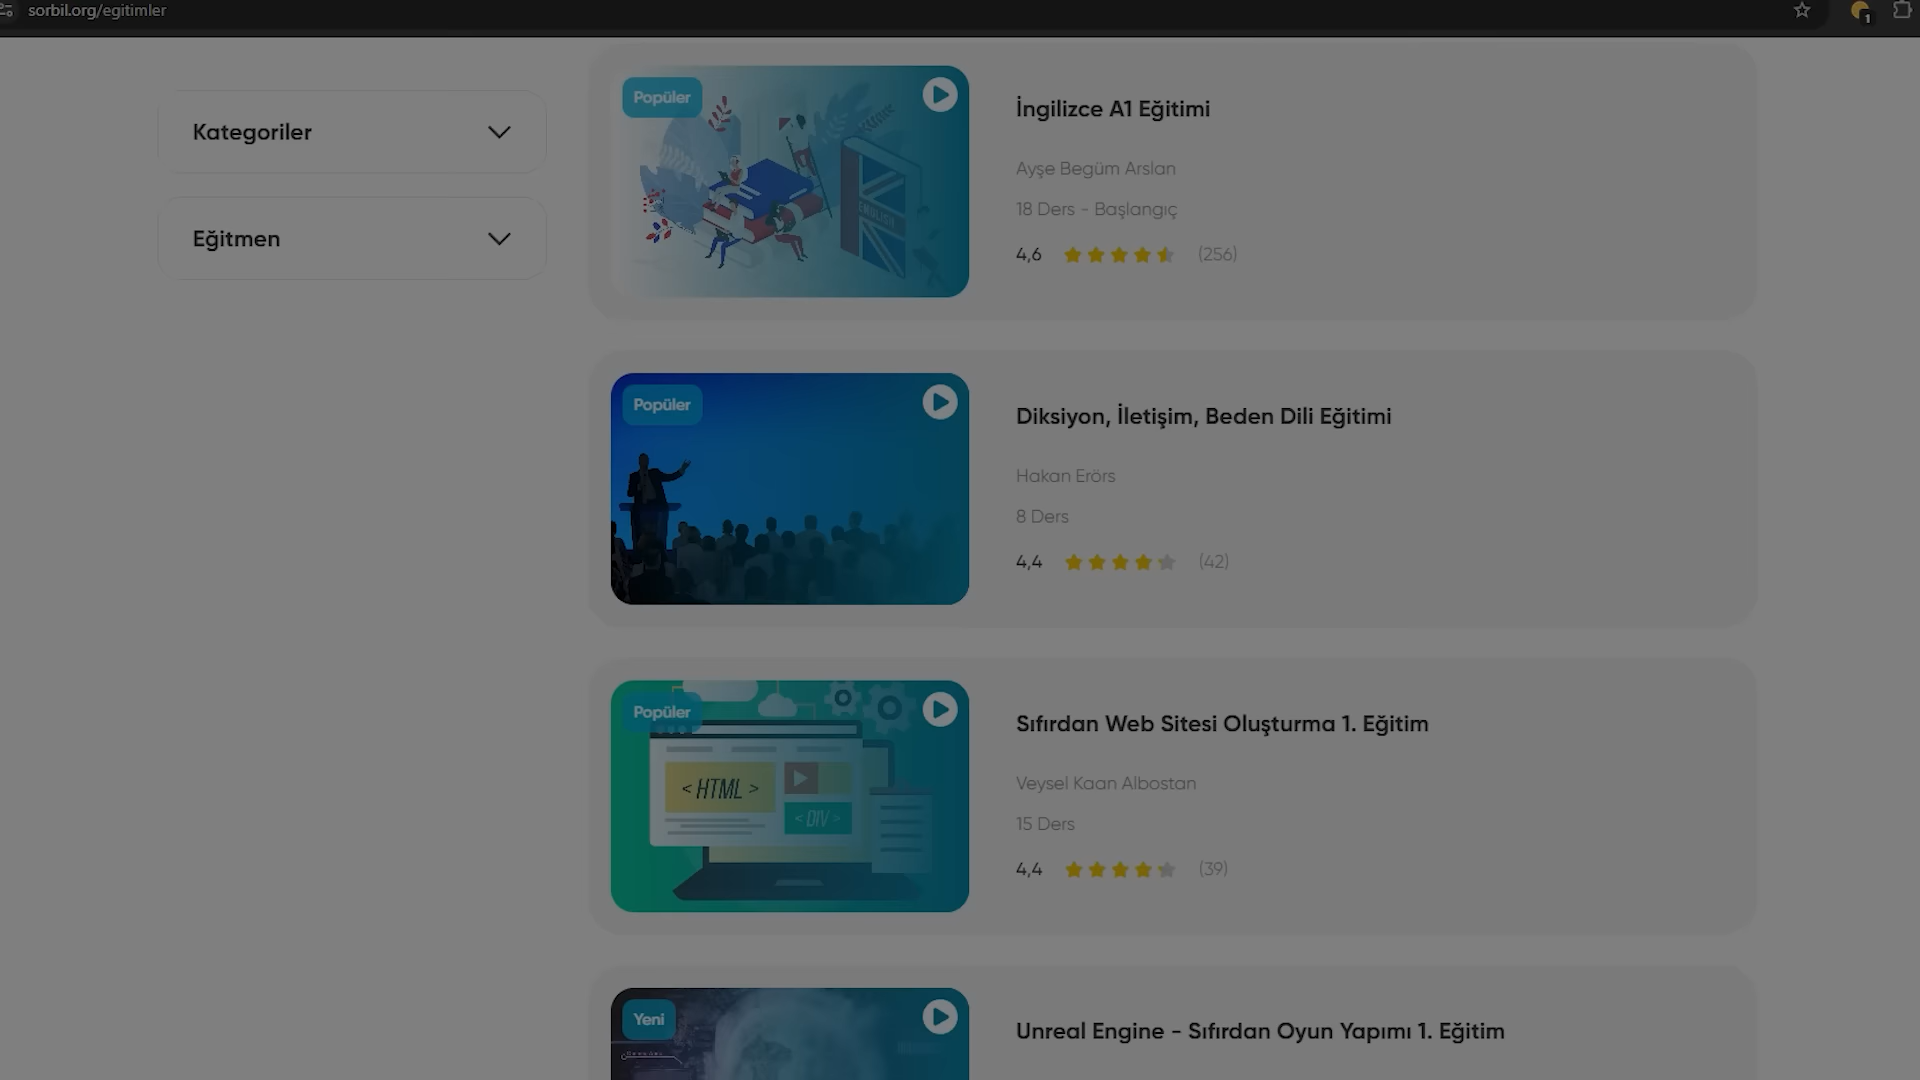 sorbil.org/egitimler
1
Kategoriler
Eğitmen
Popüler
İngilizce A1 Eğitimi
Ayşe Begüm Arslan
18 Ders - Başlangıç
4,6
(256)
Popüler
Diksiyon, İletişim, Beden Dili Eğitimi
Hakan Erörs
8 Ders
4,4
(42)
Popüler
< HTML >
< DIV >
Sıfırdan Web Sitesi Oluşturma 1. Eğitim
Veysel Kaan Albostan
15 Ders
4,4
(39)
Yeni
Unreal Engine - Sıfırdan Oyun Yapımı 1. Eğitim